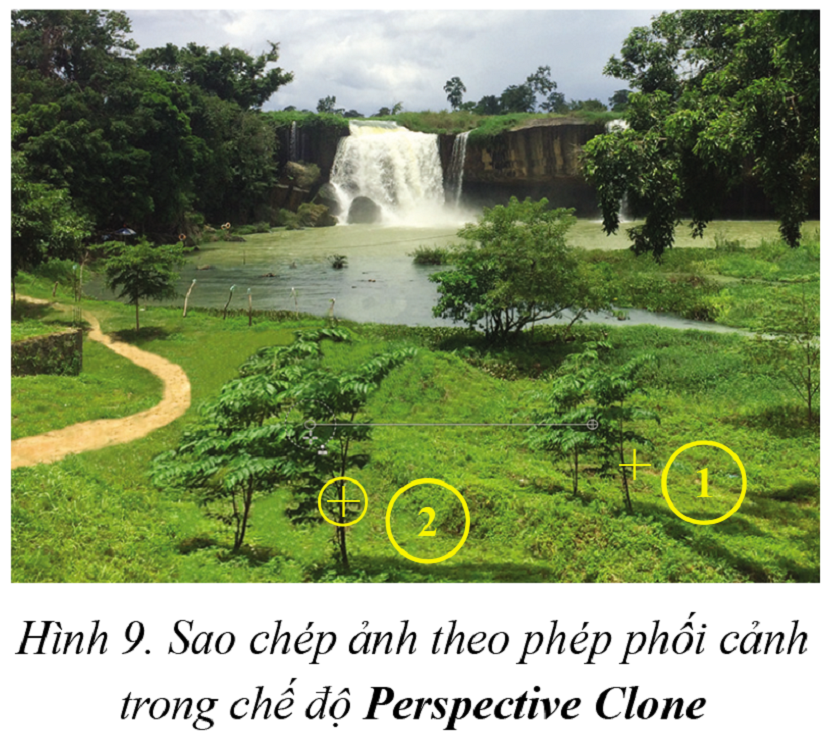 1
2
Hình 9. Sao chép ảnh theo phép phối cảnh
trong chế độ Perspective Clone